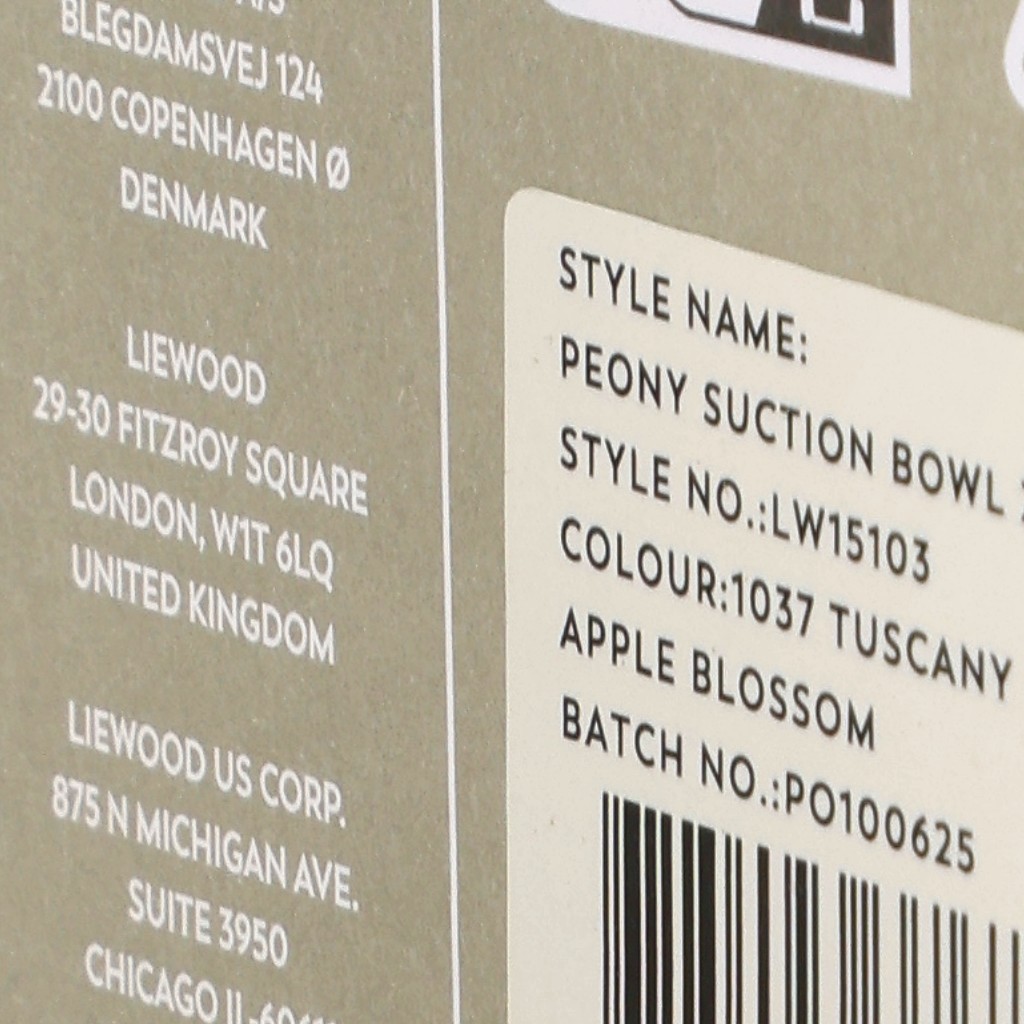 BLEGDAMSVEJ 124
2100 COPENHAGEN Ø
DENMARK
LIEWOOD
29-30 FITZROY SQUARE
LONDON, W1T 6LQ
UNITED KINGDOM
LIEWOOD US CORP.
875 N MICHIGAN AVE.
SUITE 3950
CHICAGO
STYLE NAME:
PEONY SUCTION BOWL
STYLE NO.:LW15103
COLOUR:1037 TUSCANY
APPLE BLOSSOM
BATCH NO.:PO100625